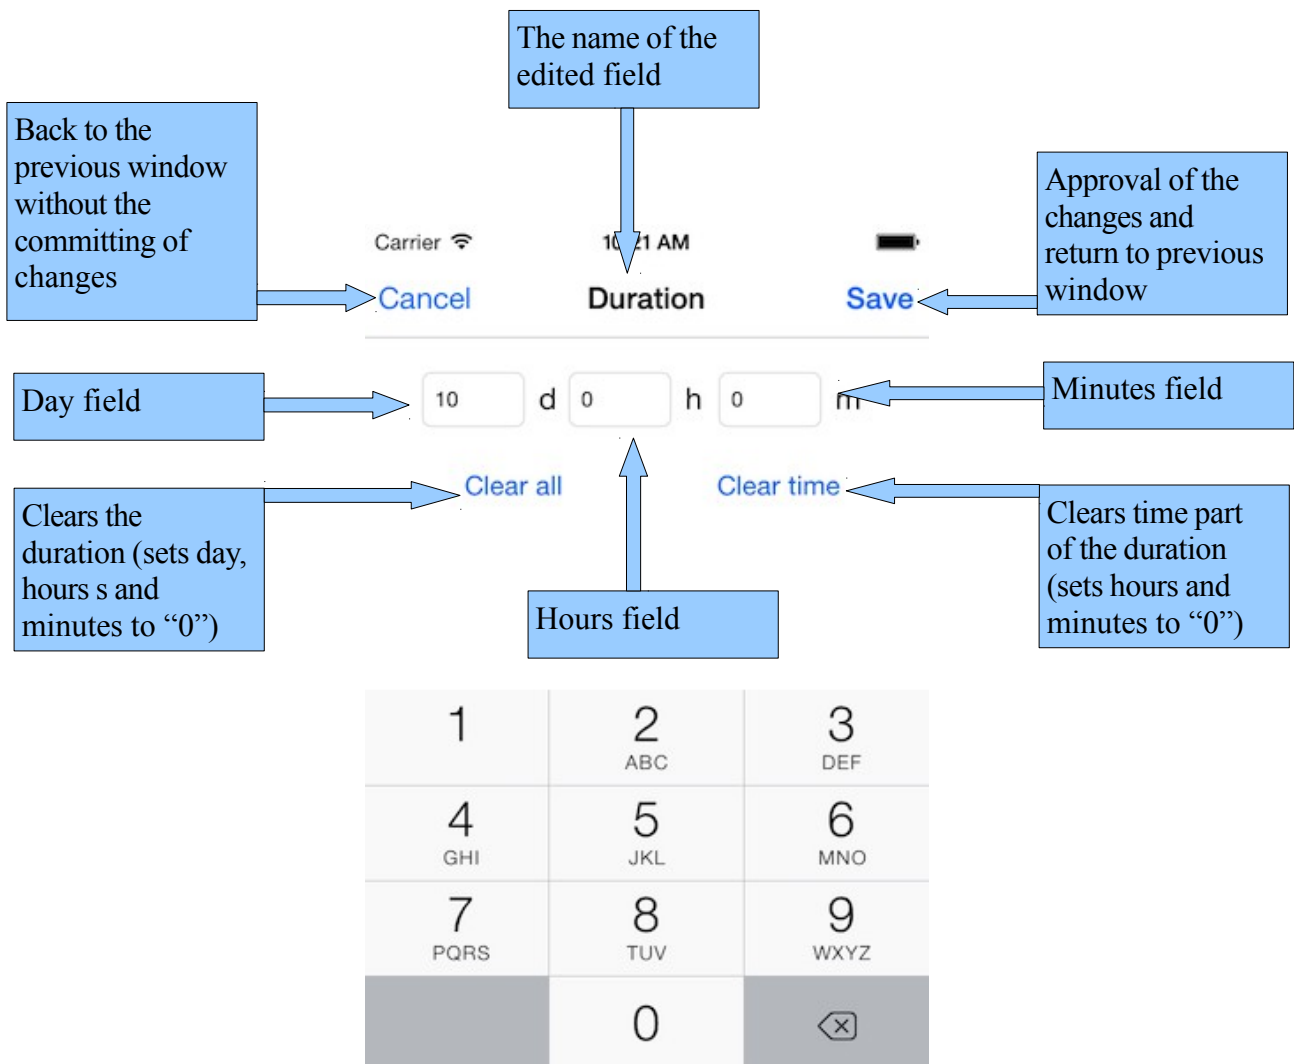 The name of the
edited field
Back to the
previous window
without the
committing of
changes
Approval of the
changes and
return to previous
window
Carrier 10:21 AM
Cancel Duration Save
Day field
10 d 0 h 0 m
Minutes field
Clear all Clear time
Clears the
duration (sets day,
hours s and
minutes to “0”)
Hours field
Clears time part
of the duration
(sets hours and
minutes to “0”)
1 2 3
ABC DEF
4 5 6
GHI JKL MNO
7 8 9
PQRS TUV WXYZ
0